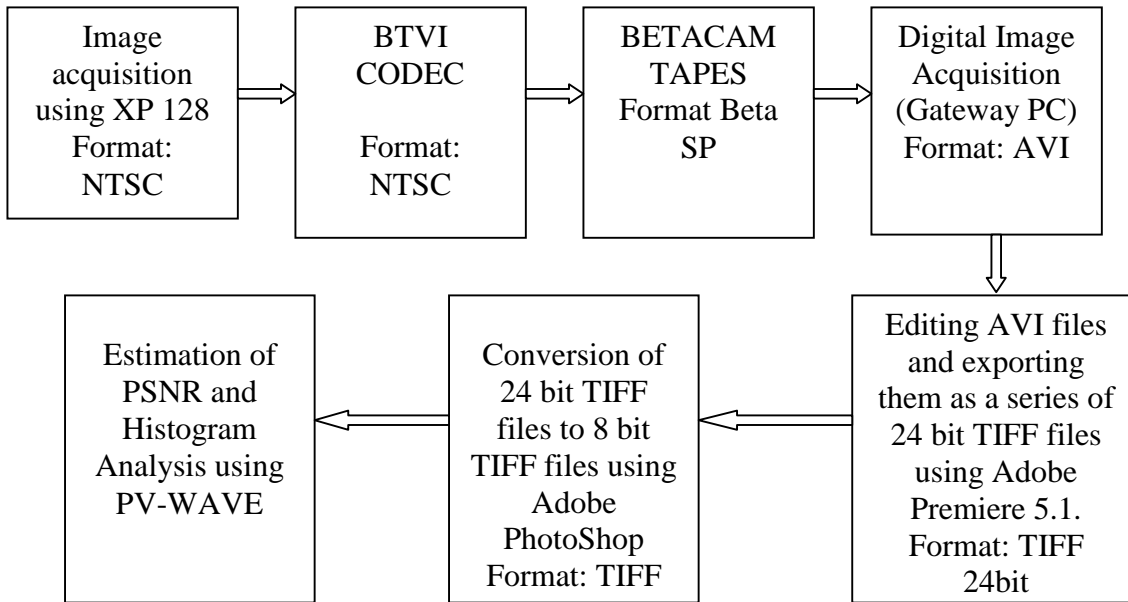 Image
acquisition
using XP 128
Format:
NTSC
BTVI
CODEC
Format:
NTSC
BETACAM
TAPES
Format Beta
SP
Digital Image
Acquisition
(Gateway PC)
Format: AVI
Editing AVI files
and exporting
them as a series of
24 bit TIFF files
using Adobe
Premiere 5.1.
Format: TIFF
24bit
Conversion of
24 bit TIFF
files to 8 bit
TIFF files using
Adobe
PhotoShop
Format: TIFF
Estimation of
PSNR and
Histogram
Analysis using
PV-WAVE